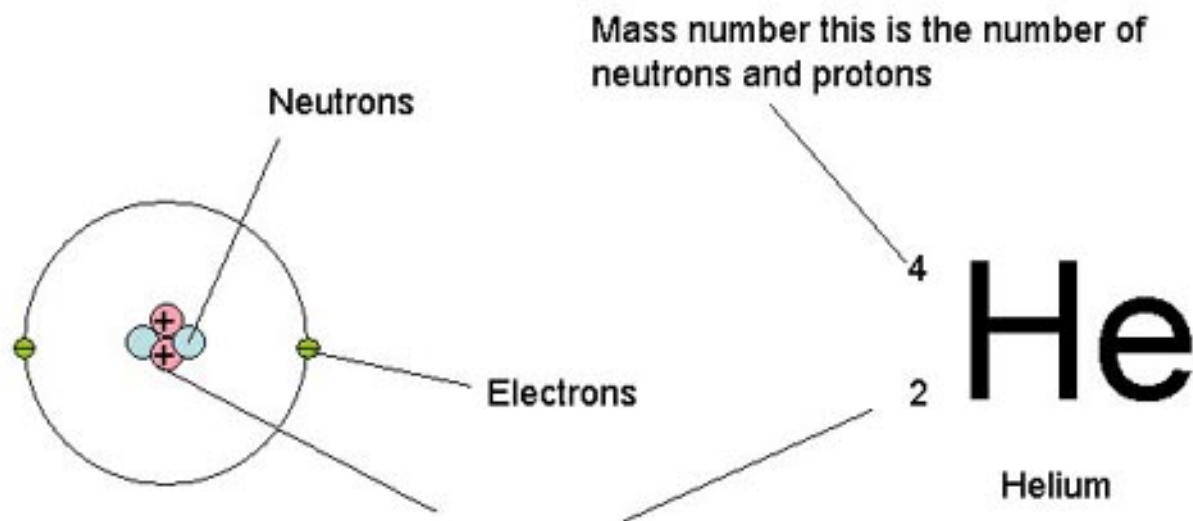 Mass number this is the number of
neutrons and protons
Neutrons
4
He
2
Electrons
Helium
+
+
−
−